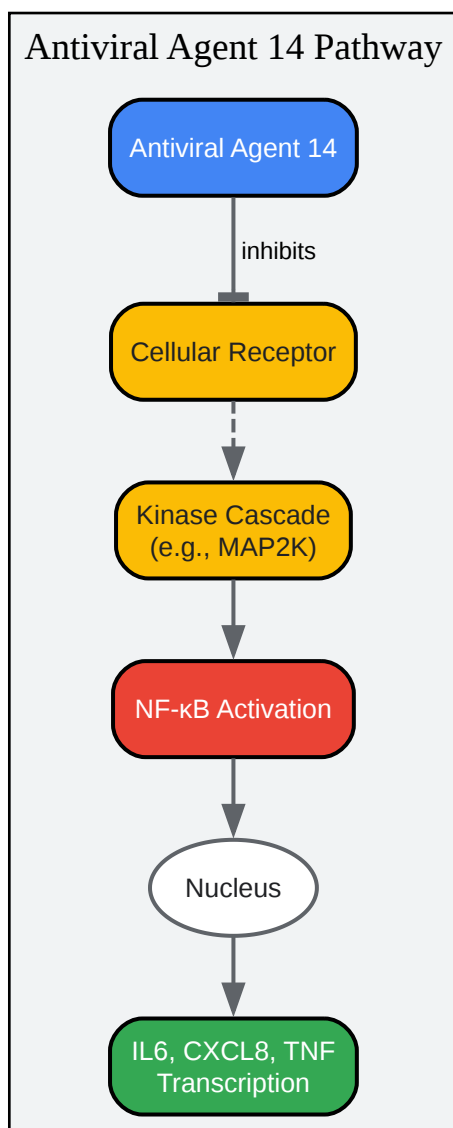 Antiviral Agent 14 Pathway
Antiviral Agent 14
inhibits
Cellular Receptor
Kinase Cascade
(e.g., MAP2K)
NF-κB Activation
Nucleus
IL6, CXCL8, TNF
Transcription